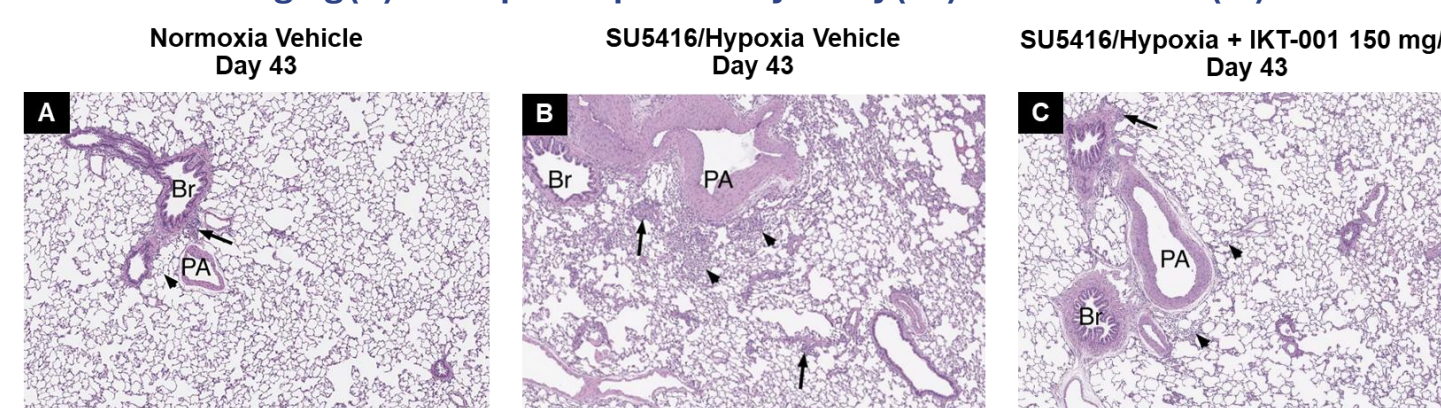 Normoxia Vehicle
Day 43
SU5416/Hypoxia Vehicle
Day 43
SU5416/Hypoxia + IKT-001 150 mg/
Day 43
A
Br
PA
B
Br
PA
C
PA
Br